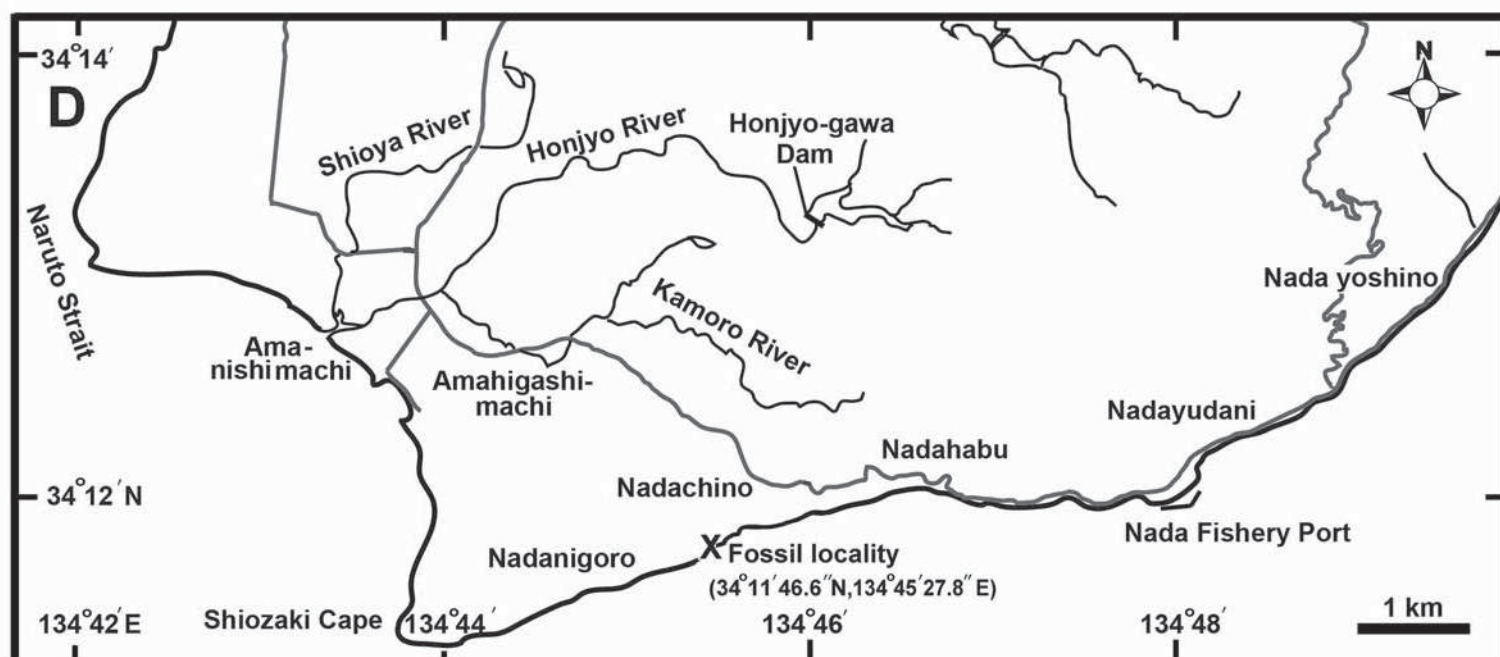 34°14′
N
D
Shioya River
Honjyo River
Honjyo-gawa
Dam
Naruto Strait
Nada yoshino
Kamoro River
Ama-
nishimachi
Amahigashi-
machi
Nadayudani
Nadahabu
34°12′N
Nadachino
Nada Fishery Port
Nadanigoro
X Fossil locality
(34°11′46.6″N,134°45′27.8″E)
134°42′E
Shiozaki Cape
134°44′
134°46′
134°48′
1 km